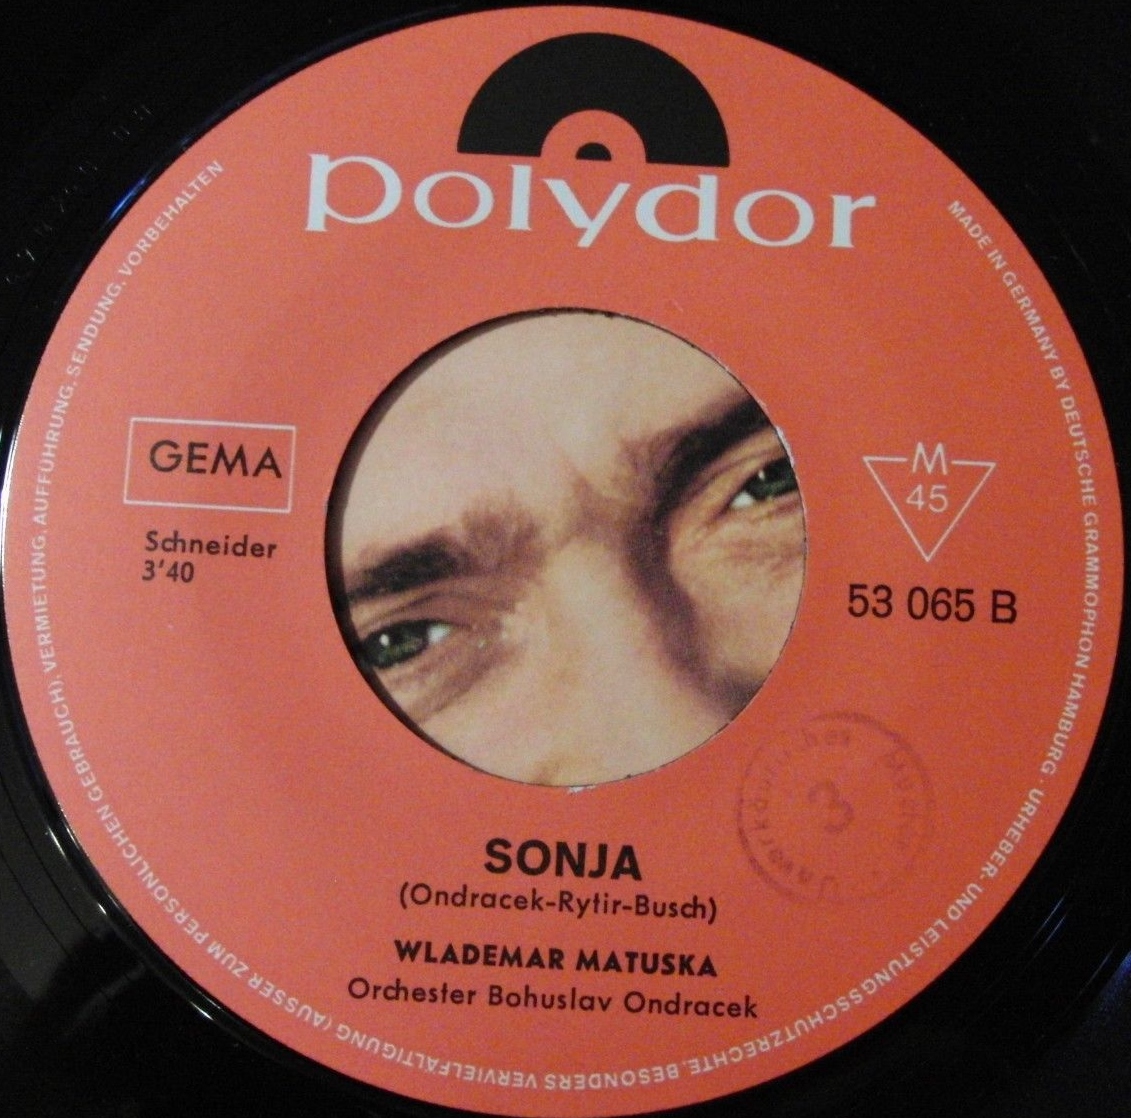 polydor
GEMA
Schneider
3'40
M
45
53 065 B
SONJA
(Ondracek-Rytir-Busch)
WLADEMAR MATUSKA
Orchester Bohuslav Ondracek
MADE IN GERMANY BY DEUTSCHE GRAMMOPHON HAMBURG · URHEBER- UND LEISTUNGSSCHUTZRECHTE, BESONDERS VERVIELFÄLTIGUNG (AUSSER ZUM PERSÖNLICHEN GEBRAUCH), VERMIETUNG, AUFFÜHRUNG, SENDUNG, VORBEHALTEN
Unverkäufliches
3